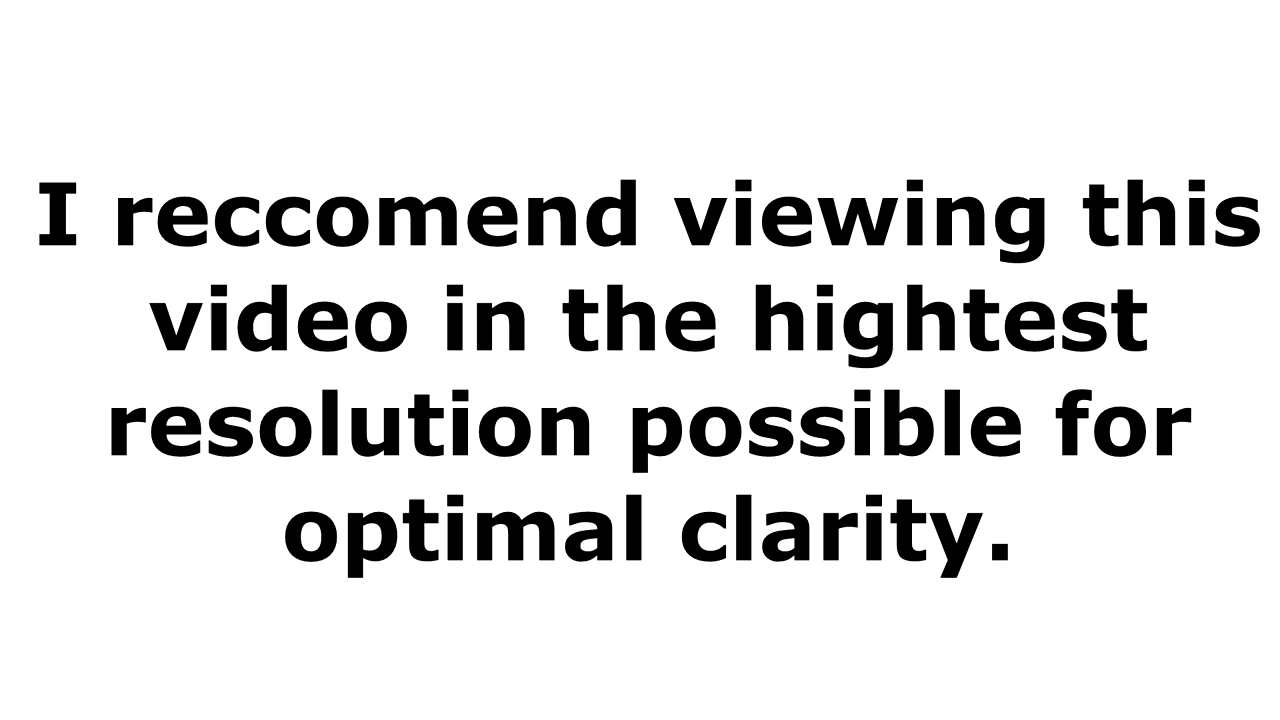 I reccomend viewing this
video in the hightest
resolution possible for
optimal clarity.